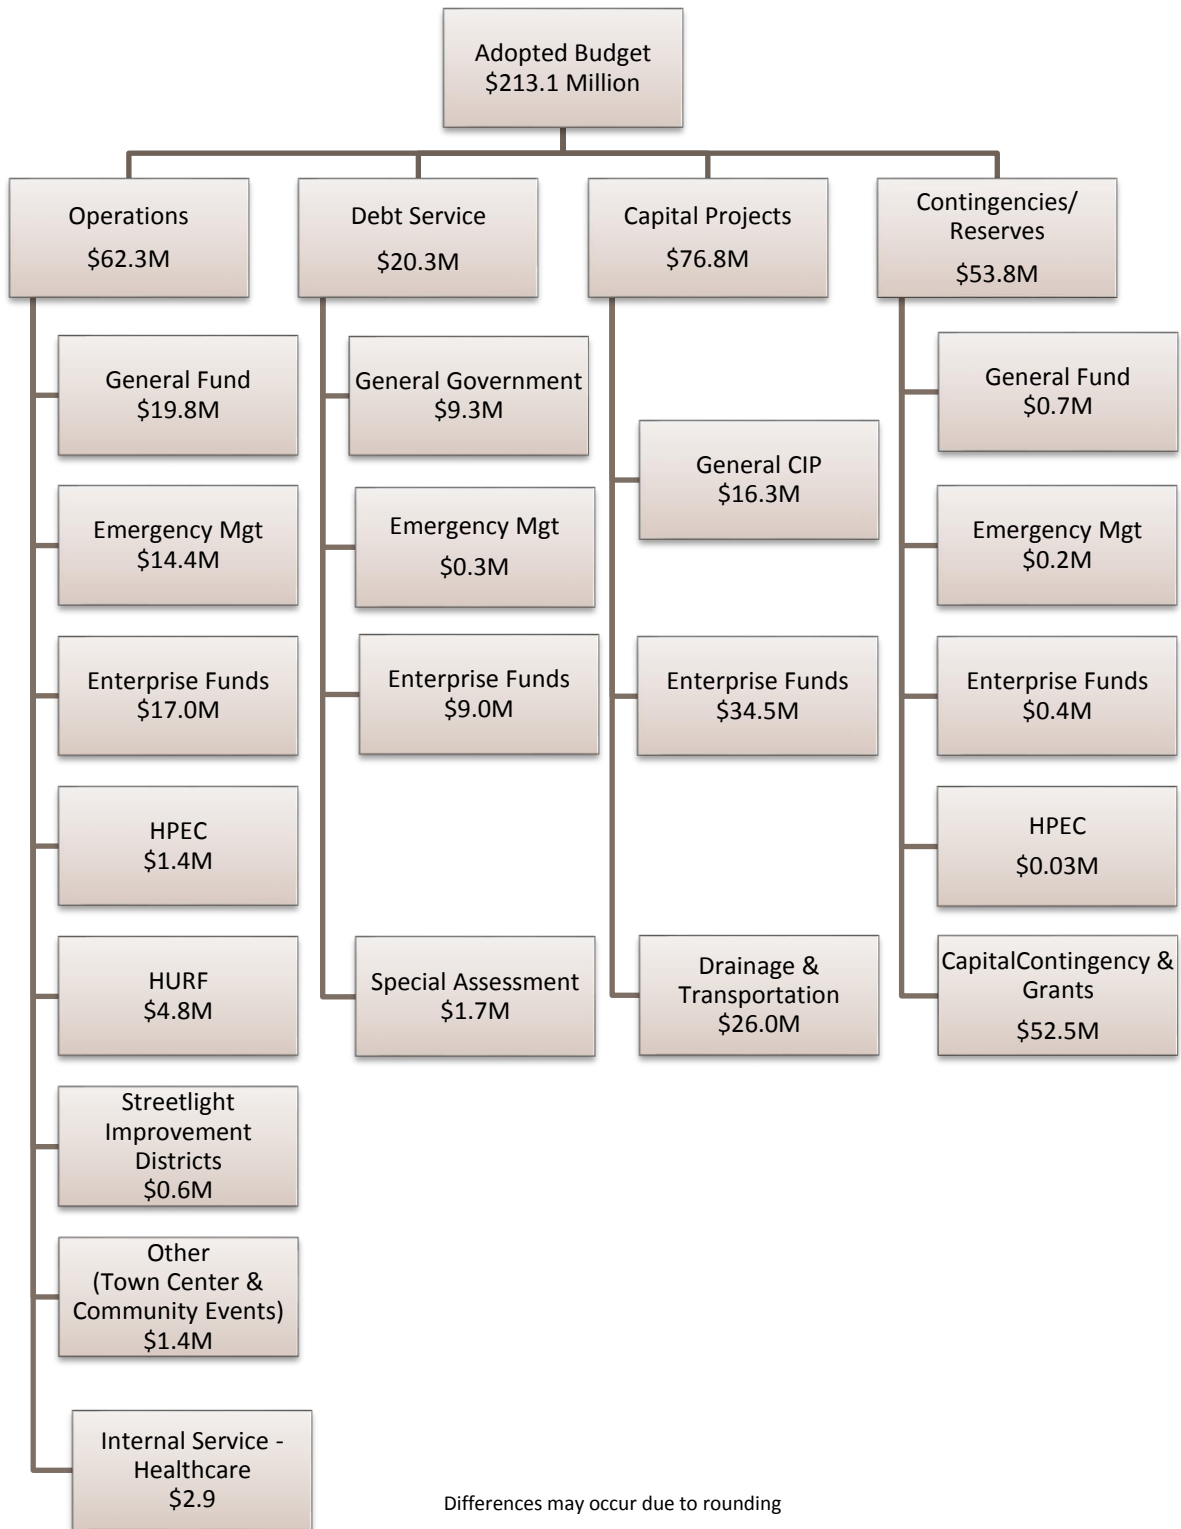 Adopted Budget
$213.1 Million
Operations
$62.3M
Debt Service
$20.3M
Capital Projects
$76.8M
Contingencies/
Reserves
$53.8M
General Fund
$19.8M
Emergency Mgt
$14.4M
Enterprise Funds
$17.0M
HPEC
$1.4M
HURF
$4.8M
Streetlight
Improvement
Districts
$0.6M
Other
(Town Center &
Community Events)
$1.4M
Internal Service -
Healthcare
$2.9
General Government
$9.3M
Emergency Mgt
$0.3M
Enterprise Funds
$9.0M
Special Assessment
$1.7M
General CIP
$16.3M
Enterprise Funds
$34.5M
Drainage &
Transportation
$26.0M
General Fund
$0.7M
Emergency Mgt
$0.2M
Enterprise Funds
$0.4M
HPEC
$0.03M
CapitalContingency &
Grants
$52.5M
Differences may occur due to rounding